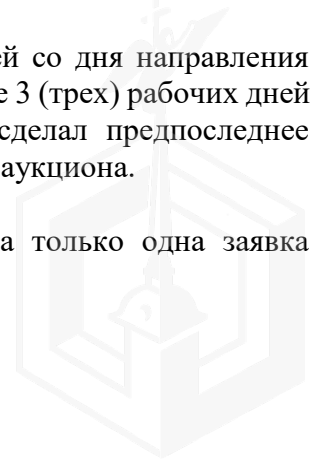 ей со дня направления
е 3 (трех) рабочих дней
сделал предпоследнее
аукциона.
а только одна заявка